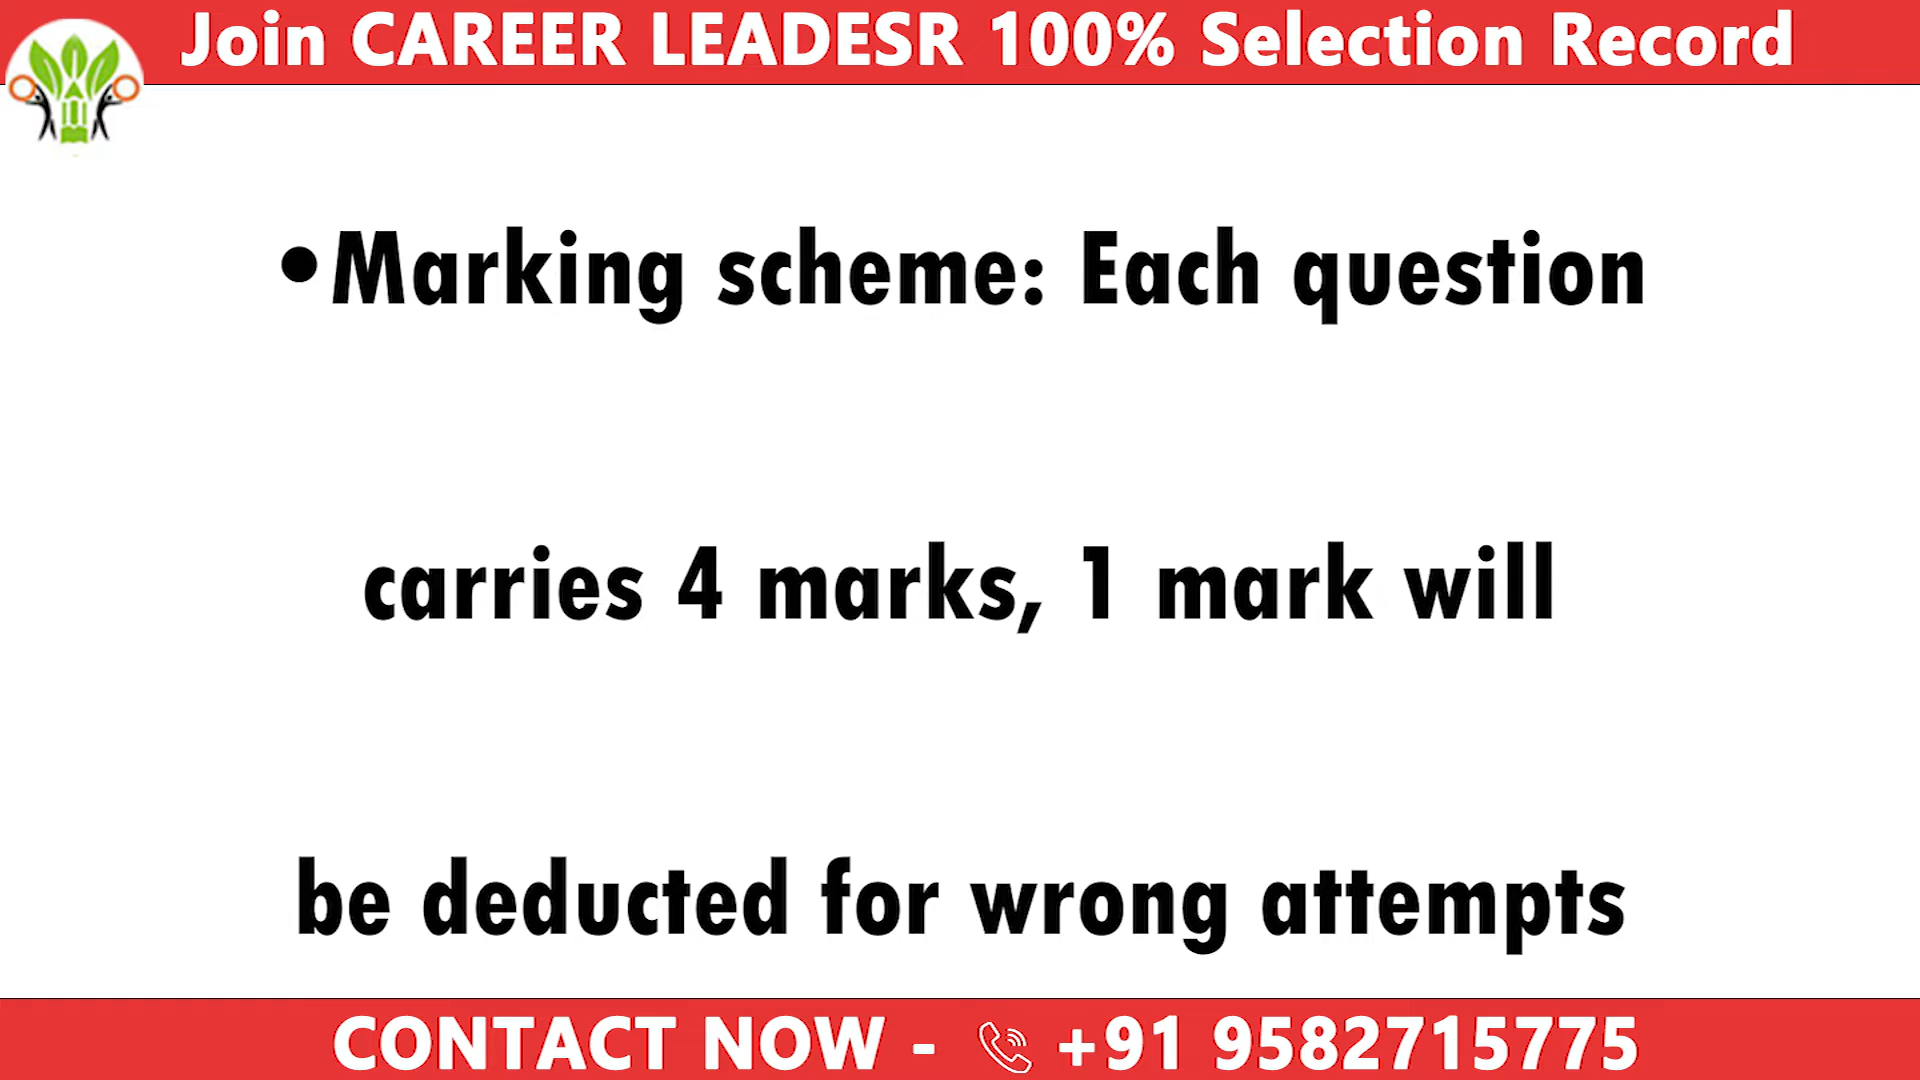 Join CAREER LEADESR 100% Selection Record
•Marking scheme: Each question
carries 4 marks, 1 mark will
be deducted for wrong attempts
CONTACT NOW - +91 9582715775